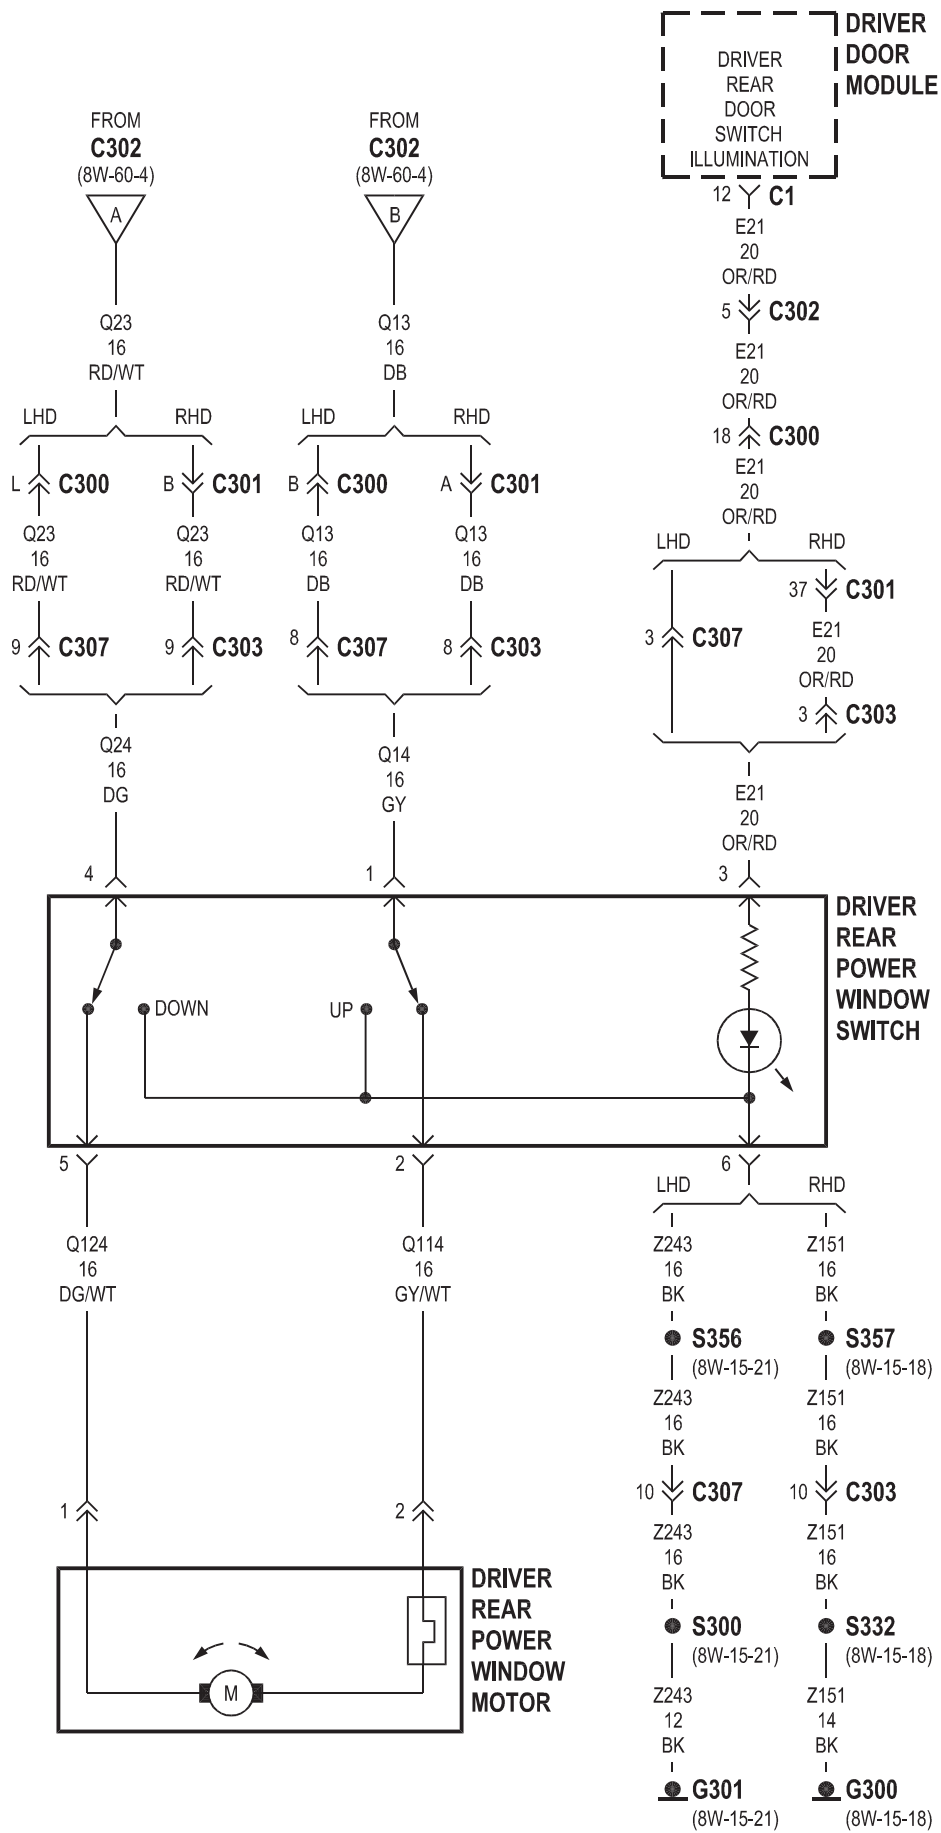 DRIVER
DOOR
MODULE
DRIVER
REAR
DOOR
SWITCH
ILLUMINATION
FROM
C302
(8W-60-4)
A
FROM
C302
(8W-60-4)
B
12 C1
E21
20
OR/RD
5 C302
Q23
16
RD/WT
Q13
16
DB
E21
20
OR/RD
LHD RHD LHD RHD
18 C300
L C300 B C301 B C300 A C301
E21
20
OR/RD
Q23
16
RD/WT
Q23
16
RD/WT
Q13
16
DB
Q13
16
DB
LHD RHD
37 C301
9 C307 9 C303 8 C307 8 C303
3 C307
E21
20
OR/RD
3 C303
Q24
16
DG
Q14
16
GY
E21
20
OR/RD
4 1 3
DRIVER
REAR
POWER
WINDOW
SWITCH
DOWN UP
5 2 6
LHD RHD
Q124
16
DG/WT
Q114
16
GY/WT
Z243
16
BK
Z151
16
BK
S356
(8W-15-21)
S357
(8W-15-18)
Z243
16
BK
Z151
16
BK
1 2
10 C307 10 C303
Z243
16
BK
Z151
16
BK
DRIVER
REAR
POWER
WINDOW
MOTOR
M
S300
(8W-15-21)
S332
(8W-15-18)
Z243
12
BK
Z151
14
BK
G301
(8W-15-21)
G300
(8W-15-18)